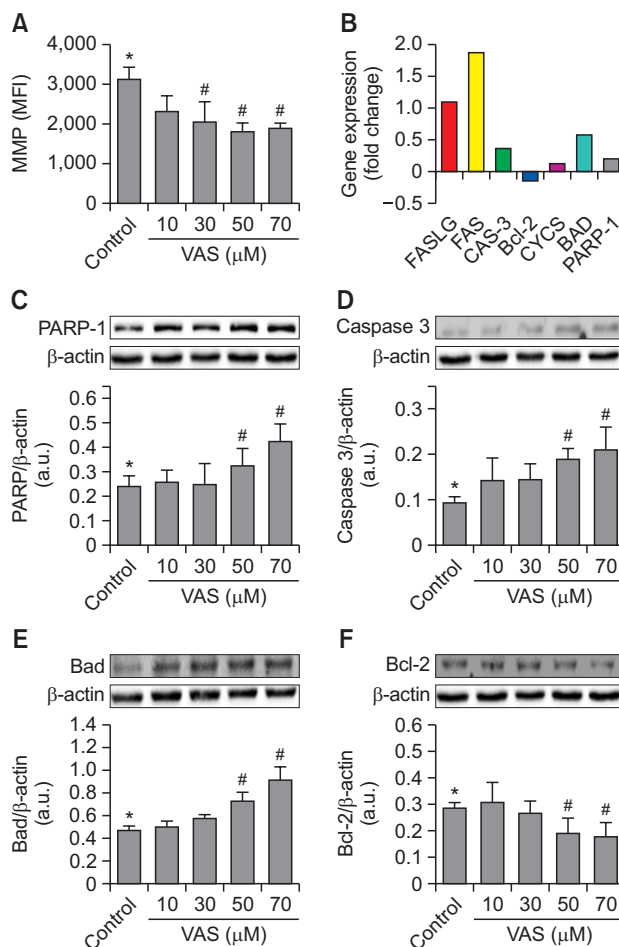 A
MMP (MFI)
4,000
3,000
2,000
1,000
0
*
#
#
#
Control
10
30
50
70
VAS (μM)
B
Gene expression
(fold change)
2.0
1.5
1.0
0.5
0
−0.5
FASLG
FAS
CAS-3
Bcl-2
CYCS
BAD
PARP-1
C
PARP-1
β-actin
PARP/β-actin
(a.u.)
0.6
0.5
0.4
0.3
0.2
0.1
0
*
#
#
Control
10
30
50
70
VAS (μM)
D
Caspase 3
β-actin
Caspase 3/β-actin
(a.u.)
0.3
0.2
0.1
0
*
#
#
Control
10
30
50
70
VAS (μM)
E
Bad
β-actin
Bad/β-actin
(a.u.)
1.4
1.2
1.0
0.8
0.6
0.4
0.2
0
*
#
#
Control
10
30
50
70
VAS (μM)
F
Bcl-2
β-actin
Bcl-2/β-actin
(a.u.)
0.6
0.5
0.4
0.3
0.2
0.1
0
*
#
#
Control
10
30
50
70
VAS (μM)